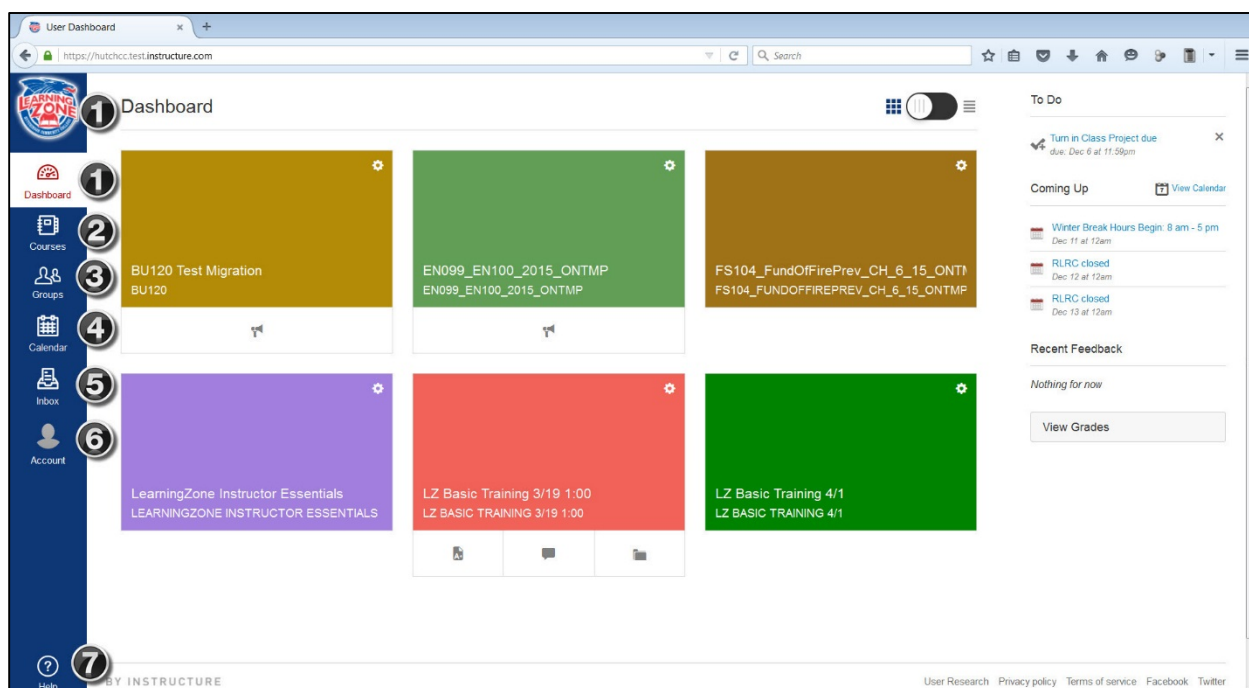 User Dashboard
https://hutchcc.test.instructure.com
Search
LEARNING
ZONE
1
Dashboard
1
Dashboard
2
Courses
3
Groups
4
Calendar
5
Inbox
6
Account
7
Help
BU120 Test Migration
BU120
EN099_EN100_2015_ONTMP
EN099_EN100_2015_ONTMP
FS104_FundOfFirePrev_CH_6_15_ONTM
FS104_FUNDOFFIREPREV_CH_6_15_ONTMP
LearningZone Instructor Essentials
LEARNINGZONE INSTRUCTOR ESSENTIALS
LZ Basic Training 3/19 1:00
LZ BASIC TRAINING 3/19 1:00
LZ Basic Training 4/1
LZ BASIC TRAINING 4/1
To Do
Turn in Class Project due
due: Dec 6 at 11:59pm
Coming Up
View Calendar
Winter Break Hours Begin: 8 am - 5 pm
Dec 11 at 12am
RLRC closed
Dec 12 at 12am
RLRC closed
Dec 13 at 12am
Recent Feedback
Nothing for now
View Grades
BY INSTRUCTURE
User Research Privacy policy Terms of service Facebook Twitter